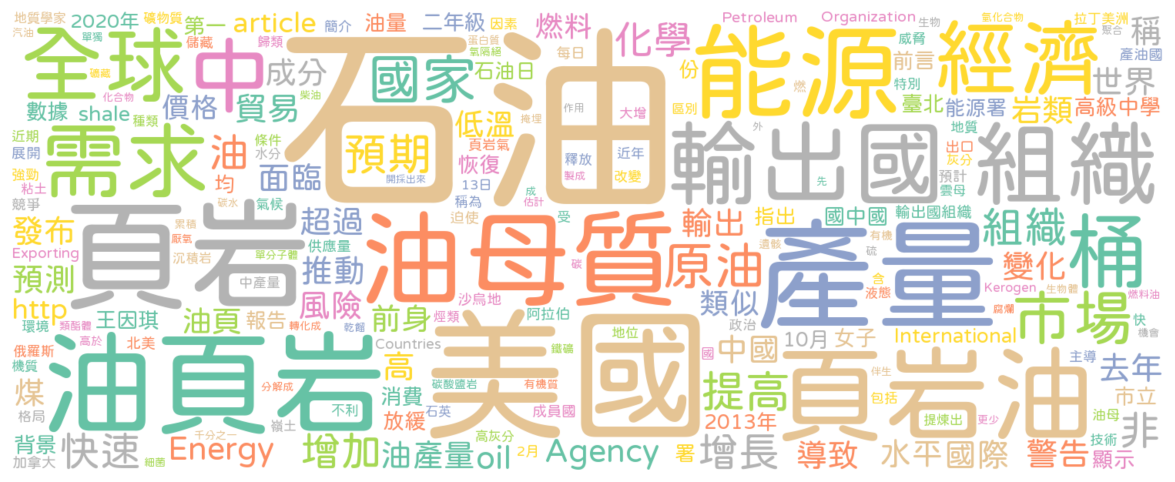 地質學家 2020年 礦物質 第一 article 簡介 油量 二年級 因素 燃料 Petroleum Organization 生物 氫化合物 拉丁美洲
汽油 單獨 儲藏 歸類 蛋白質 氣隔絕 每日 化學 威脅 聚合 稱
全球 中 石油 國家 石油日 份 能源 前言 經濟 特別 產油國
硫藏 成分 化合物 柴油 作用 大增 燃 區別 臺北 能源署 岩類 世界
數據 shale 種類 價格 貿易 低溫 掩埋 高級中學
近期 需求 條件 水分 頁岩氣 釋放 近年 外 地質 出口
展開 油 預期 恢復 製成 改變 輸出國 組織 灰分
強勁 均 面臨 開採出來 13日 成 先 預計
粘土 碳水 氣候 稱為 估計 雲母
競爭 累積 超過 迫使 受 輸出 指出 國中國 輸出國組織
發布 厭氧 單分子體 供應量 遺骸 有機 組織 桶
Exporting 頁岩 沉積岩 推動 油母質 碳 原油 產量 硫 變化
預測 中產量 含 Kerogen 生物體
http 風險 沙烏地 類似 液態 腐爛 市場 燃料油
環境 王因琪 油頁 報告 前身 烴類 阿拉伯 政治 快
類酯體 轉化成 乾餾 地位 10月 女子 International 機會
俄羅斯 高於 北美 Countries 鐵礦 國 中國 主導
機質 油頁岩 高 碳酸鹽岩 美國 伴生 頁岩油 去年
煤 分解成 消費 有機質 提高 包括 市立
格局 不利 放緩 石英 成員國 2013年 提煉出 更少 油母
嶺土 非
背景 千分之一 高灰分 技術
加拿大 快速 Energy 增加 油產量 oil 2月 Agency 署 增長 導致 水平 國際 警告 顯示
細菌